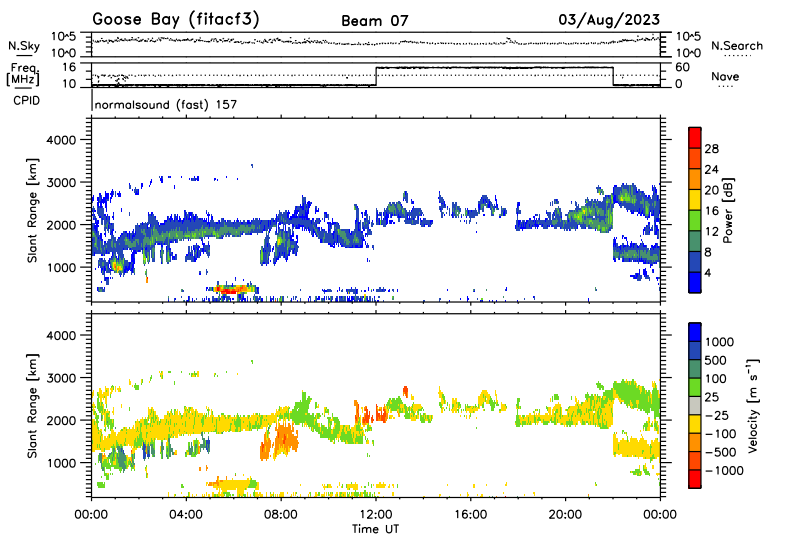 Goose Bay (fitacf3) Beam 07 03/Aug/2023
10^5 10^5
N.Sky N.Search
10^0 10^0
Freq. 16 60
[MHz] Nave
10 0
CPID
normalsound (fast) 157
4000
3000
2000
1000
Slant Range [km]
28
24
20
16
12
8
4
Power [dB]
4000
3000
2000
1000
Slant Range [km]
1000
500
100
25
−25
−100
−500
−1000
Velocity [m s⁻¹]
00:00 04:00 08:00 12:00 16:00 20:00 00:00
Time UT